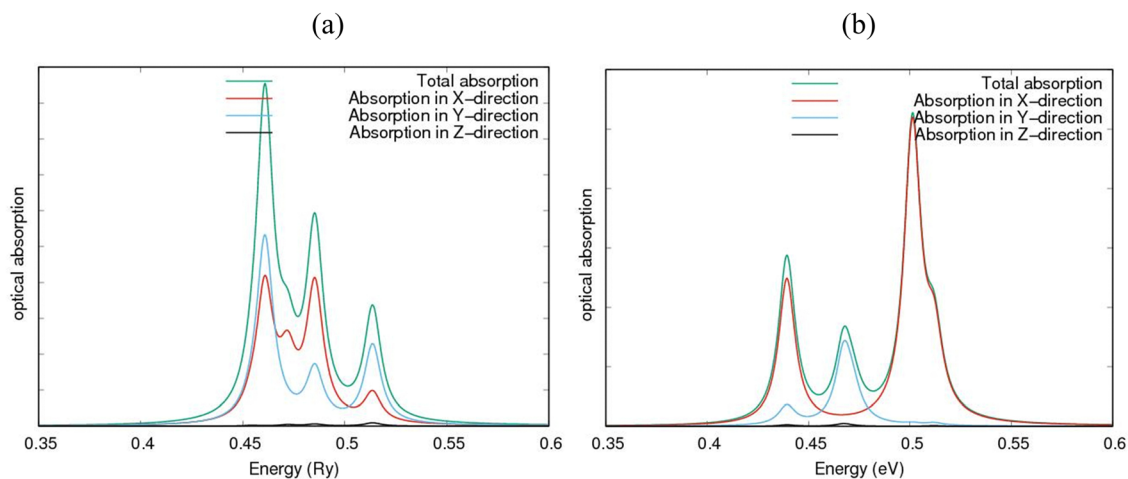 (a)
Total absorption
Absorption in X-direction
Absorption in Y-direction
Absorption in Z-direction
optical absorption
0.35 0.4 0.45 0.5 0.55 0.6
Energy (Ry)
(b)
Total absorption
Absorption in X-direction
Absorption in Y-direction
Absorption in Z-direction
optical absorption
0.35 0.4 0.45 0.5 0.55 0.6
Energy (eV)